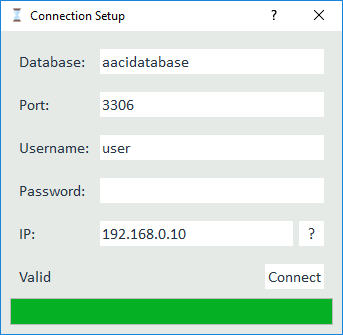 Connection Setup ?
Database: aacidatabase
Port: 3306
Username: user
Password:
IP: 192.168.0.10 ?
Valid Connect